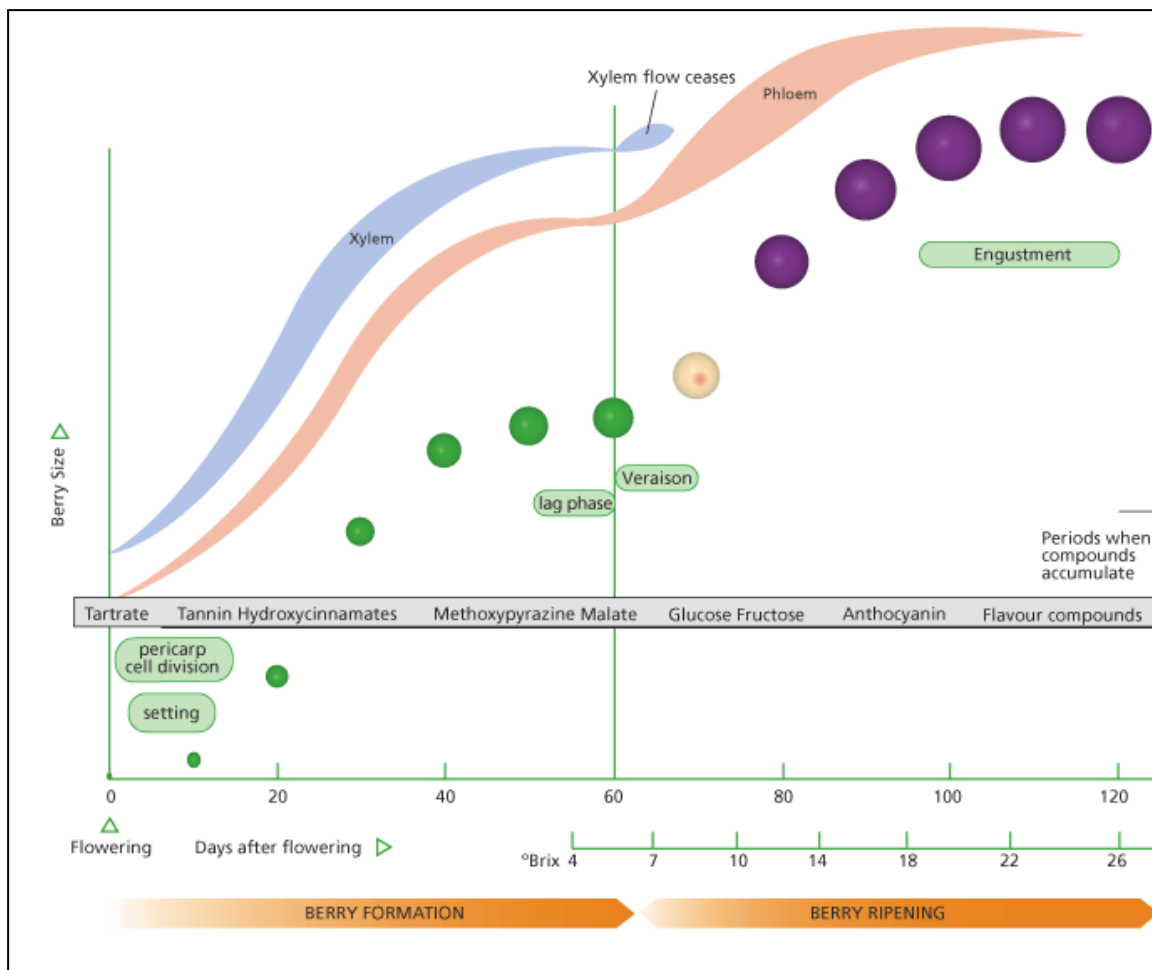 Xylem flow ceases
Phloem
Xylem
Engustment
Berry Size
Veraison
lag phase
Periods when
compounds
accumulate
Tartrate Tannin Hydroxycinnamates Methoxypyrazine Malate Glucose Fructose Anthocyanin Flavour compounds
pericarp
cell division
setting
0 20 40 60 80 100 120
Flowering Days after flowering
ºBrix 4 7 10 14 18 22 26
BERRY FORMATION BERRY RIPENING